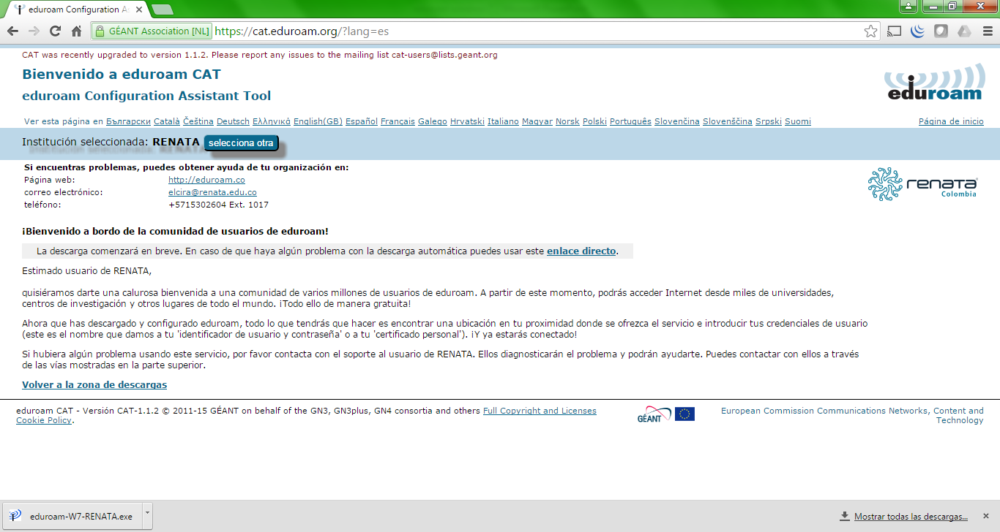 eduroam Configuration As
GÉANT Association [NL] https://cat.eduroam.org/?lang=es
CAT was recently upgraded to version 1.1.2. Please report any issues to the mailing list cat-users@lists.geant.org
Bienvenido a eduroam CAT
eduroam Configuration Assistant Tool
eduroam
Ver esta página en Български Català Čeština Deutsch Ελληνικά English(GB) Español Français Galego Hrvatski Italiano Magyar Norsk Polski Português Slovenčina Slovenščina Srpski Suomi Página de inicio
Institución seleccionada: RENATA selecciona otra
Si encuentras problemas, puedes obtener ayuda de tu organización en:
Página web: http://eduroam.co
correo electrónico: elcira@renata.edu.co
teléfono: +5715302604 Ext. 1017
renata
Colombia
¡Bienvenido a bordo de la comunidad de usuarios de eduroam!
La descarga comenzará en breve. En caso de que haya algún problema con la descarga automática puedes usar este enlace directo.
Estimado usuario de RENATA,
quisiéramos darte una calurosa bienvenida a una comunidad de varios millones de usuarios de eduroam. A partir de este momento, podrás acceder Internet desde miles de universidades,
centros de investigación y otros lugares de todo el mundo. ¡Todo ello de manera gratuita!
Ahora que has descargado y configurado eduroam, todo lo que tendrás que hacer es encontrar una ubicación en tu proximidad donde se ofrezca el servicio e introducir tus credenciales de usuario
(este es el nombre que damos a tu 'identificador de usuario y contraseña' o a tu 'certificado personal'). ¡Y ya estarás conectado!
Si hubiera algún problema usando este servicio, por favor contacta con el soporte al usuario de RENATA. Ellos diagnosticarán el problema y podrán ayudarte. Puedes contactar con ellos a través
de las vías mostradas en la parte superior.
Volver a la zona de descargas
eduroam CAT - Versión CAT-1.1.2 © 2011-15 GÉANT on behalf of the GN3, GN3plus, GN4 consortia and others Full Copyright and Licenses
Cookie Policy.
GÉANT
European Commission Communications Networks, Content and
Technology
eduroam-W7-RENATA.exe
Mostrar todas las descargas...